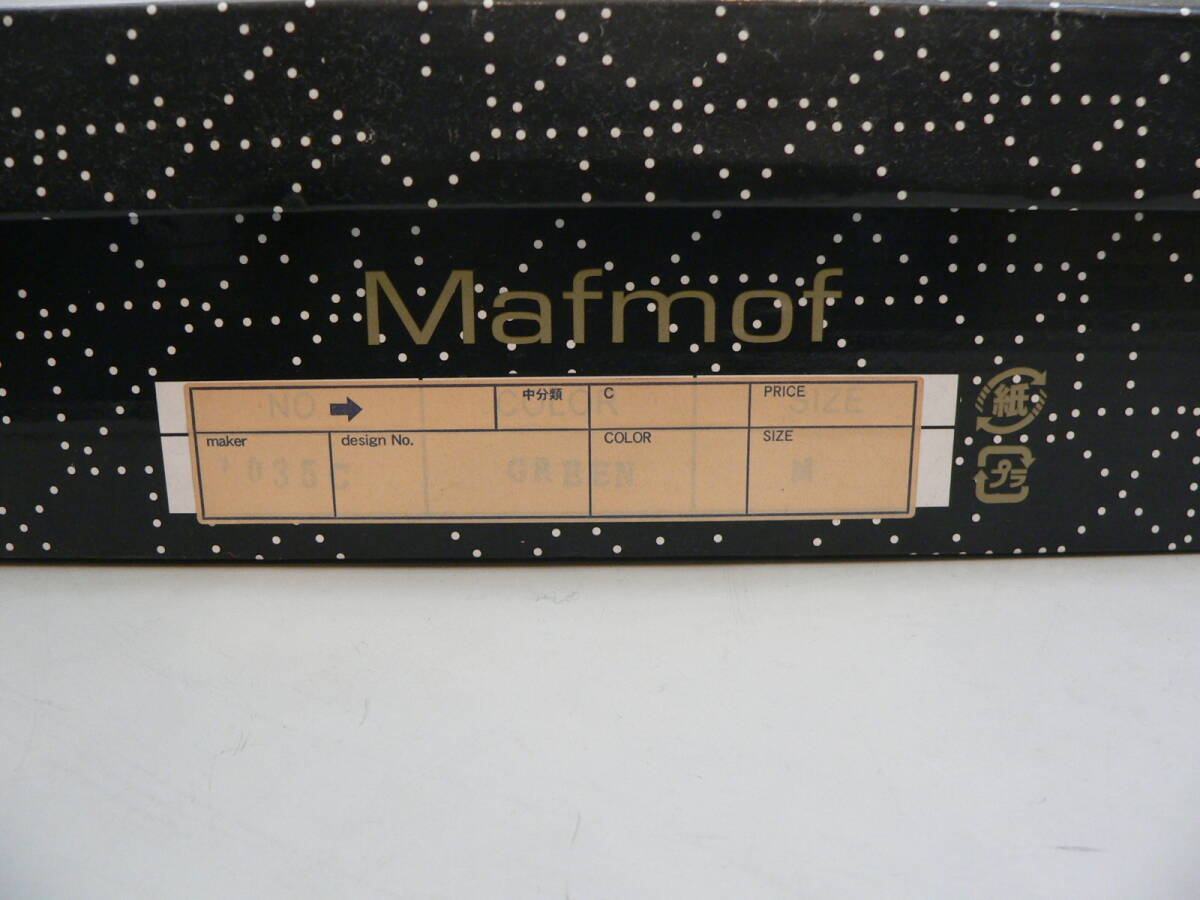 Mafmof
中分類 C PRICE
NO COLOR SIZE
maker design No. COLOR SIZE
GREEN M
紙
プラ